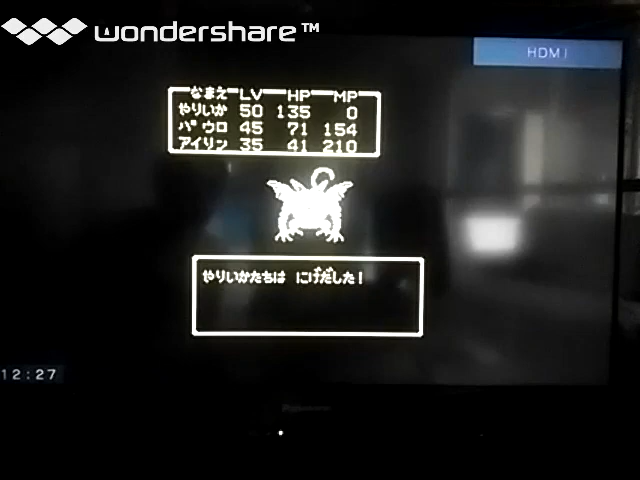 wondershare™
HDMI
なまえ LV HP MP
やりいか 50 135 0
パウロ 45 71 154
アイリン 35 41 210
やりいかたちは にげだした!
12:27